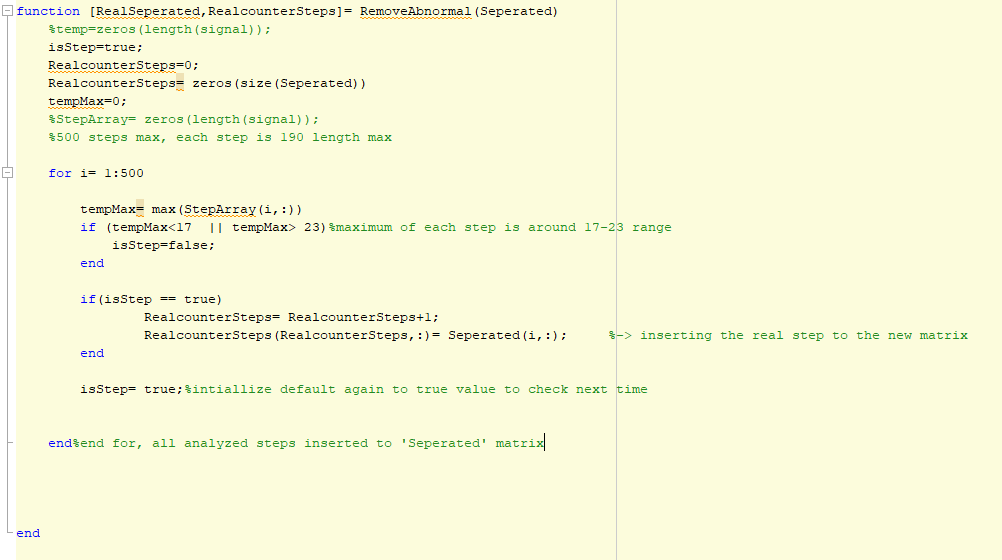 function [RealSeperated,RealcounterSteps]= RemoveAbnormal(Seperated)
%temp=zeros(length(signal));
isStep=true;
RealcounterSteps=0;
RealcounterSteps= zeros(size(Seperated))
tempMax=0;
%StepArray= zeros(length(signal));
%500 steps max, each step is 190 length max
for i= 1:500
tempMax= max(StepArray(i,:))
if (tempMax<17  || tempMax> 23)%maximum of each step is around 17-23 range
isStep=false;
end
if(isStep == true)
RealcounterSteps= RealcounterSteps+1;
RealcounterSteps(RealcounterSteps,:)= Seperated(i,:);     %-> inserting the real step to the new matrix
end
isStep= true;%intiallize default again to true value to check next time
end%end for, all analyzed steps inserted to 'Seperated' matrix
end